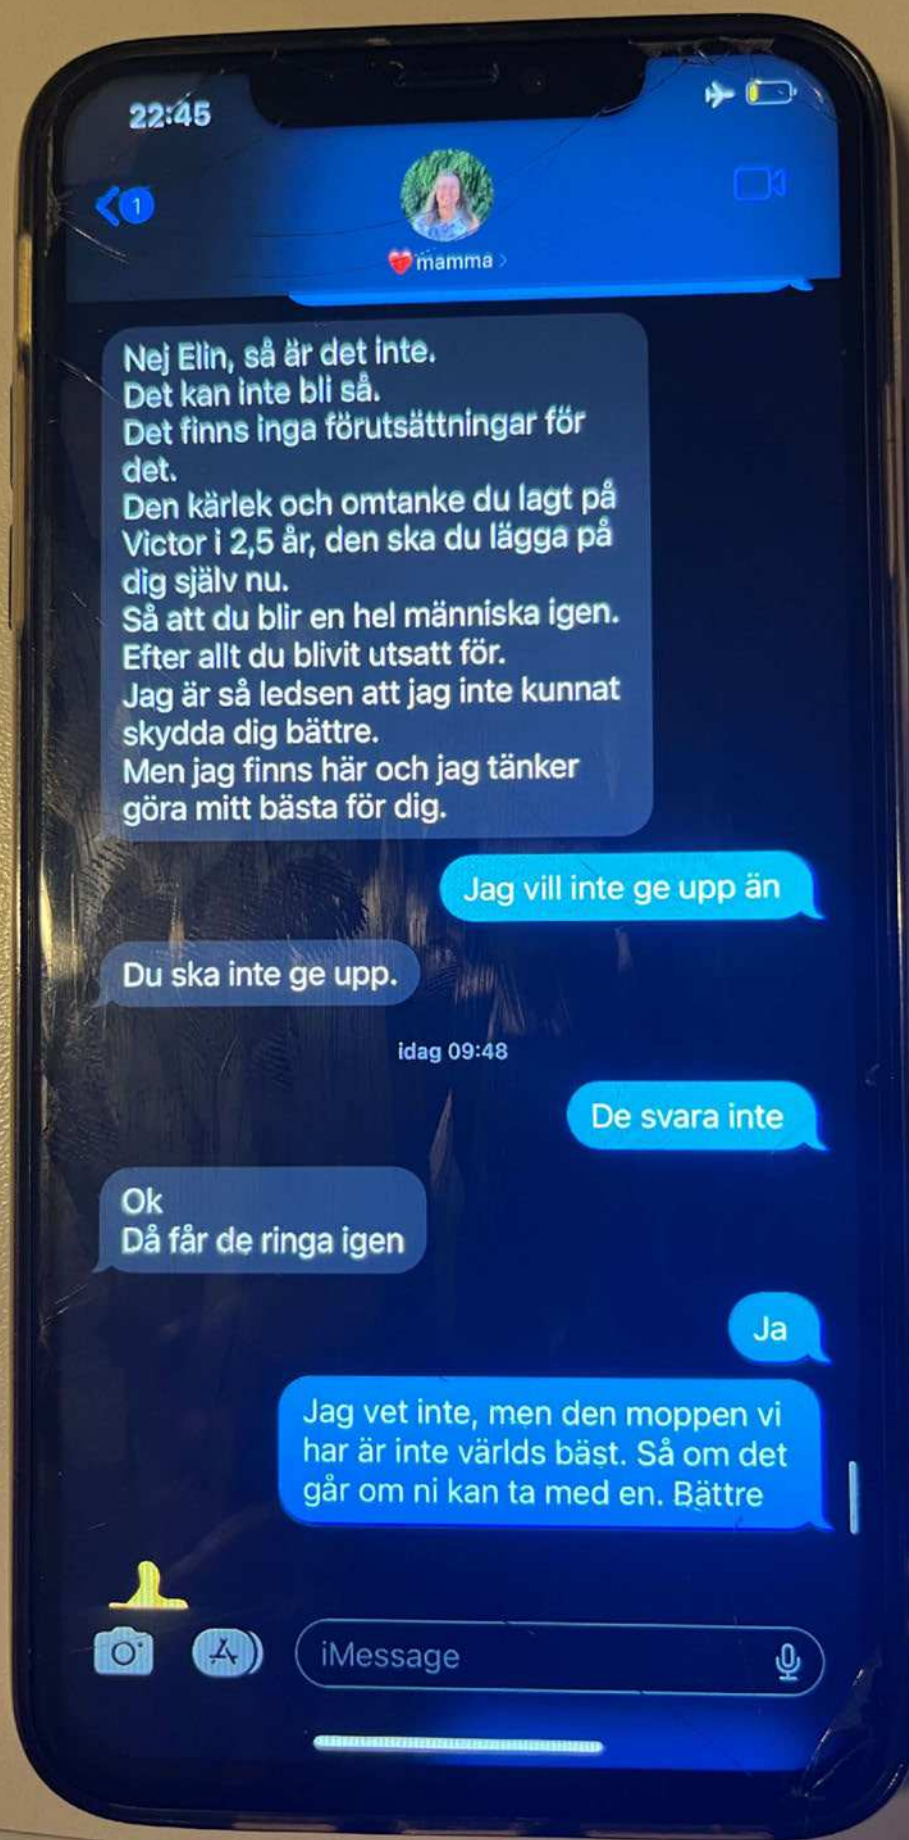 22:45
1
mamma
Nej Elin, så är det inte.
Det kan inte bli så.
Det finns inga förutsättningar för
det.
Den kärlek och omtanke du lagt på
Victor i 2,5 år, den ska du lägga på
dig själv nu.
Så att du blir en hel människa igen.
Efter allt du blivit utsatt för.
Jag är så ledsen att jag inte kunnat
skydda dig bättre.
Men jag finns här och jag tänker
göra mitt bästa för dig.
Jag vill inte ge upp än
Du ska inte ge upp.
idag 09:48
De svara inte
Ok
Då får de ringa igen
Ja
Jag vet inte, men den moppen vi
har är inte världs bäst. Så om det
går om ni kan ta med en. Bättre
iMessage